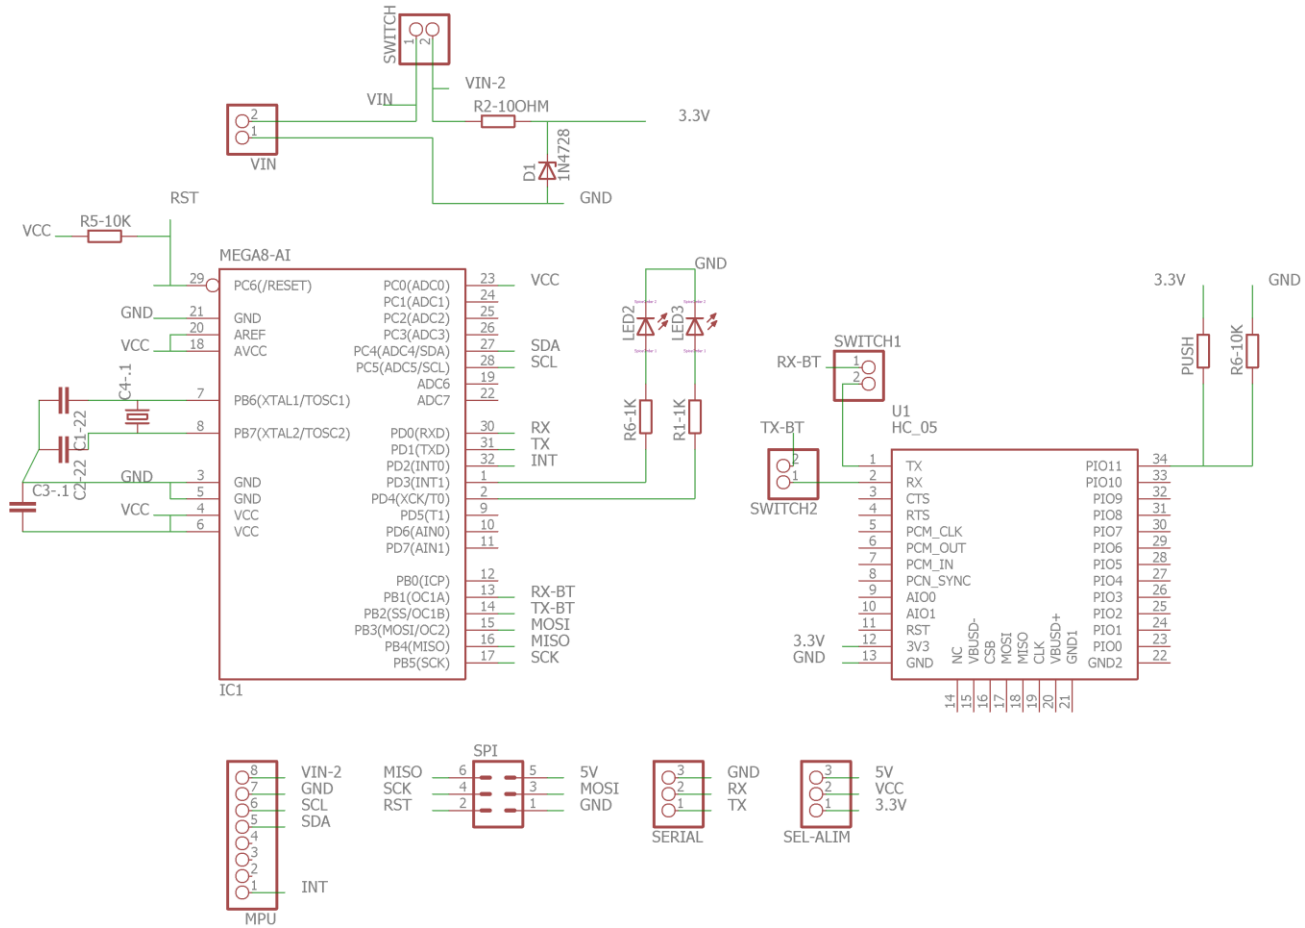 SWITCH
1
2
VIN-2
VIN
R2-10OHM
3.3V
2
1
VIN
D1
1N4728
GND
RST
R5-10K
VCC
MEGA8-AI
29 PC6(/RESET)
GND 21 GND
20 AREF
VCC 18 AVCC
C4-.1
7 PB6(XTAL1/TOSC1)
8 PB7(XTAL2/TOSC2)
C1-22
C2-22
GND 3 GND
5 GND
C3-.1
VCC 4 VCC
6 VCC
PC0(ADC0) 23 VCC
PC1(ADC1) 24
PC2(ADC2) 25
PC3(ADC3) 26
PC4(ADC4/SDA) 27 SDA
PC5(ADC5/SCL) 28 SCL
ADC6 19
ADC7 22
PD0(RXD) 30 RX
PD1(TXD) 31 TX
PD2(INT0) 32 INT
PD3(INT1) 1
PD4(XCK/T0) 2
PD5(T1) 9
PD6(AIN0) 10
PD7(AIN1) 11
PB0(ICP) 12
PB1(OC1A) 13 RX-BT
PB2(SS/OC1B) 14 TX-BT
PB3(MOSI/OC2) 15 MOSI
PB4(MISO) 16 MISO
PB5(SCK) 17 SCK
IC1
GND
LED2
LED3
R6-1K
R1-1K
3.3V
GND
PUSH
R6-10K
SWITCH1
RX-BT 1
2
TX-BT
2
1
SWITCH2
U1
HC_05
1 TX
2 RX
3 CTS
4 RTS
5 PCM_CLK
6 PCM_OUT
7 PCM_IN
8 PCN_SYNC
9 AIO0
10 AIO1
11 RST
3.3V 12 3V3
GND 13 GND
NC 14
VBUSD- 15
CSB 16
MOSI 17
MISO 18
CLK 19
VBUSD+ 20
GND1 21
PIO11 34
PIO10 33
PIO9 32
PIO8 31
PIO7 30
PIO6 29
PIO5 28
PIO4 27
PIO3 26
PIO2 25
PIO1 24
PIO0 23
GND2 22
8 VIN-2
7 GND
6 SCL
5 SDA
4
3
2
1 INT
MPU
SPI
MISO 6 5 5V
SCK 4 3 MOSI
RST 2 1 GND
3 GND
2 RX
1 TX
SERIAL
3 5V
2 VCC
1 3.3V
SEL-ALIM